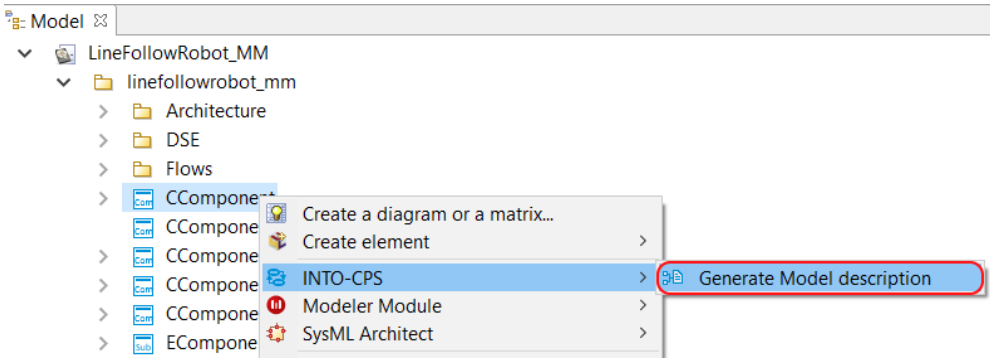 Model
LineFollowRobot_MM
linefollowrobot_mm
Architecture
DSE
Flows
CComponent
CCompone
CCompone
CCompone
CCompone
ECompone
Create a diagram or a matrix...
Create element
INTO-CPS
Modeler Module
SysML Architect
Generate Model description